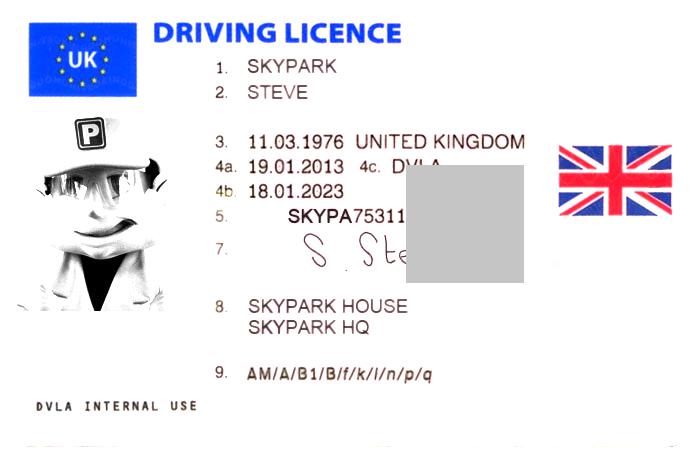 DRIVING LICENCE
UK
1. SKYPARK
2. STEVE
P
3. 11.03.1976 UNITED KINGDOM
4a. 19.01.2013 4c. DVLA
4b. 18.01.2023
5. SKYPA75311
7. S. Ste
8. SKYPARK HOUSE
SKYPARK HQ
9. AM/A/B1/B/f/k/l/n/p/q
DVLA INTERNAL USE